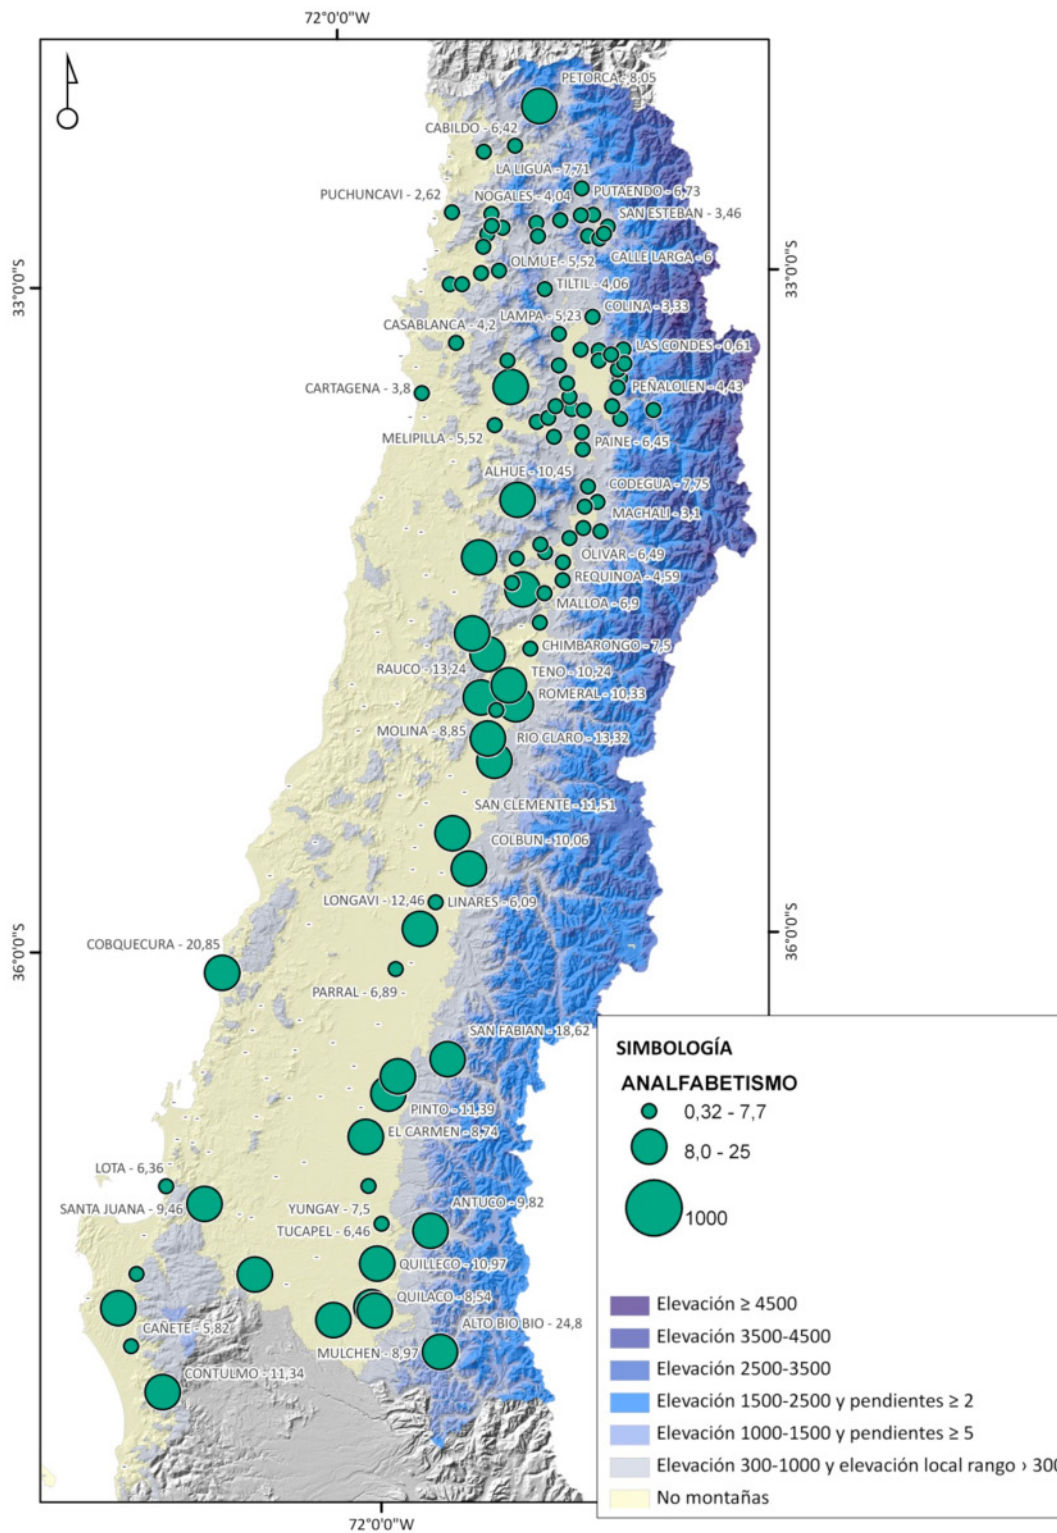 72°0'0"W
PETORCA - 8,05
CABILDO - 6,42
LA LIGUA - 7,71
PUTAENDO - 6,73
PUCHUNCAVI - 2,62
NOGALES - 4,04
SAN ESTEBAN - 3,46
CALLE LARGA - 6
OLMUE - 5,52
33°0'0"S
33°0'0"S
TILTIL - 4,06
COLINA - 3,33
LAMPA - 5,23
CASABLANCA - 4,2
LAS CONDES - 0,61
CARTAGENA - 3,8
PEÑALOLEN - 4,43
MELIPILLA - 5,52
PAINE - 6,45
ALHUE - 10,45
CODEGUA - 7,75
MACHALI - 3,1
OLIVAR - 6,49
REQUINOA - 4,59
MALLOA - 6,9
CHIMBARONGO - 7,5
RAUCO - 13,24
TENO - 10,24
ROMERAL - 10,33
MOLINA - 8,85
RIO CLARO - 13,32
SAN CLEMENTE - 11,51
COLBUN - 10,06
LONGAVI - 12,46
LINARES - 6,09
36°0'0"S
36°0'0"S
COBQUECURA - 20,85
PARRAL - 6,89 -
SAN FABIAN - 18,62
PINTO - 11,39
EL CARMEN - 8,74
LOTA - 6,36
SANTA JUANA - 9,46
YUNGAY - 7,5
ANTUCO - 9,82
TUCAPEL - 6,46
QUILLECO - 10,97
QUILACO - 8,54
CAÑETE - 5,82
ALTO BIO BIO - 24,8
MULCHEN - 8,97
CONTULMO - 11,34
72°0'0"W
SIMBOLOGÍA
ANALFABETISMO
0,32 - 7,7
8,0 - 25
1000
Elevación ≥ 4500
Elevación 3500-4500
Elevación 2500-3500
Elevación 1500-2500 y pendientes ≥ 2
Elevación 1000-1500 y pendientes ≥ 5
Elevación 300-1000 y elevación local rango › 300
No montañas